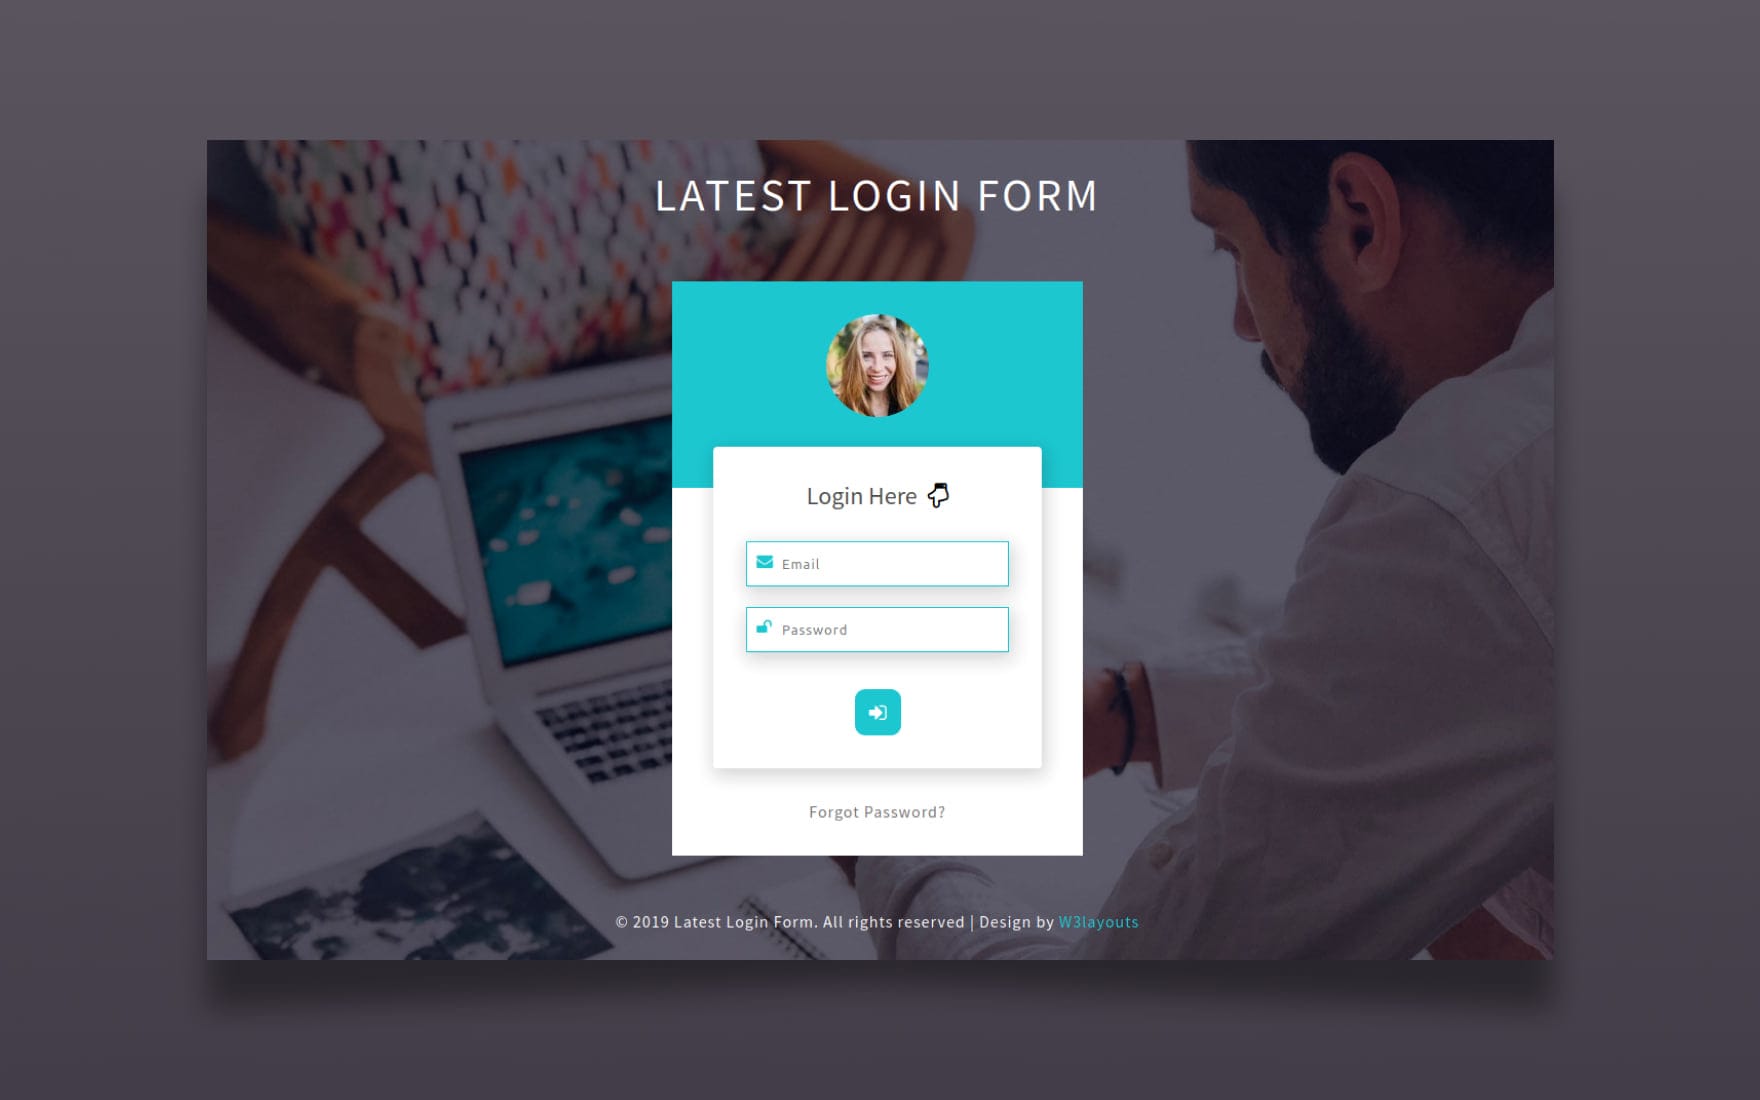 LATEST LOGIN FORM
Login Here
Email
Password
Forgot Password?
© 2019 Latest Login Form. All rights reserved | Design by W3layouts